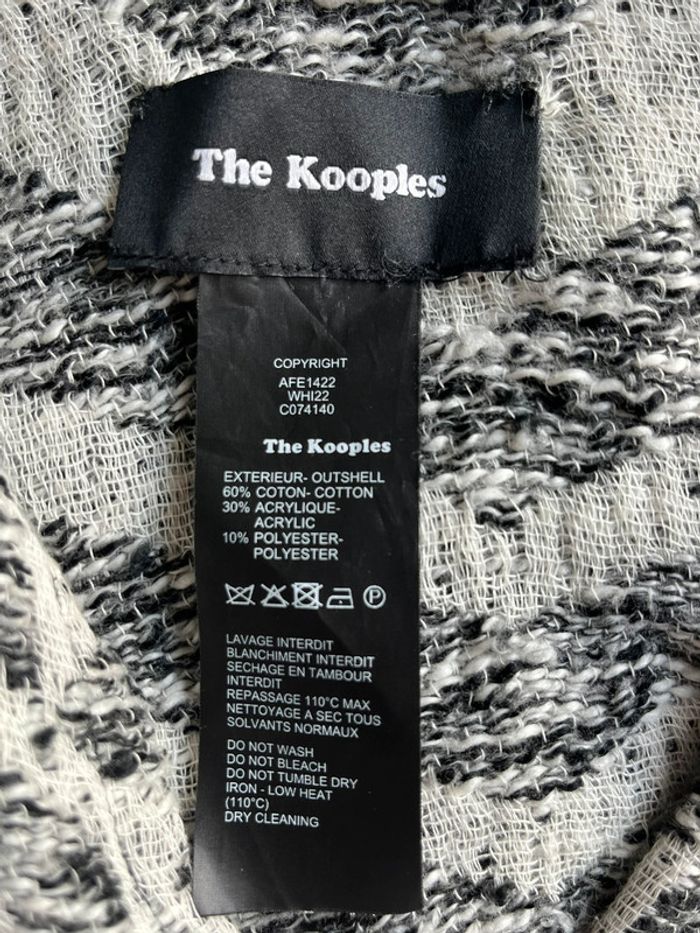 The Kooples
COPYRIGHT
AFE1422
WHI22
C074140
The Kooples
EXTERIEUR- OUTSHELL
60% COTON- COTTON
30% ACRYLIQUE-
ACRYLIC
10% POLYESTER-
POLYESTER
P
LAVAGE INTERDIT
BLANCHIMENT INTERDIT
SECHAGE EN TAMBOUR
INTERDIT
REPASSAGE 110°C MAX
NETTOYAGE A SEC TOUS
SOLVANTS NORMAUX
DO NOT WASH
DO NOT BLEACH
DO NOT TUMBLE DRY
IRON - LOW HEAT
(110°C)
DRY CLEANING